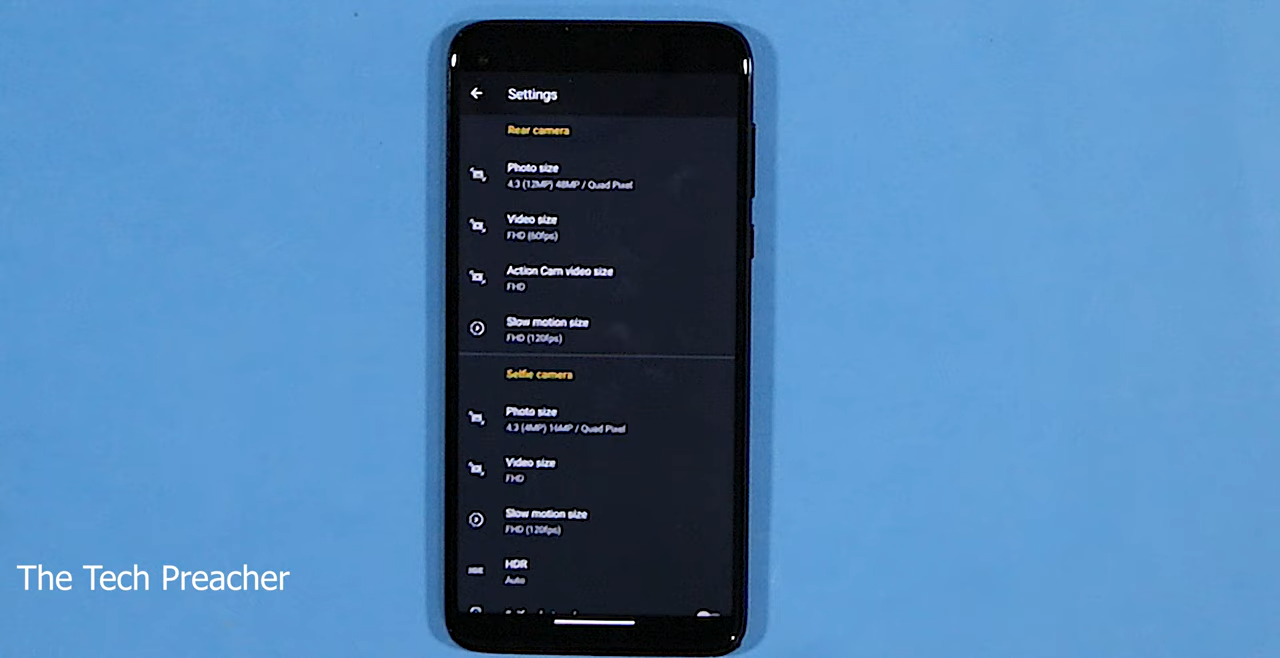 Settings
Rear camera
Photo size
4:3 (12MP) 48MP / Quad Pixel
Video size
FHD (60fps)
Action Cam video size
FHD
Slow motion size
FHD (120fps)
Selfie camera
Photo size
4:3 (4MP) 16MP / Quad Pixel
Video size
FHD
Slow motion size
FHD (120fps)
HDR
HDR
Auto
The Tech Preacher